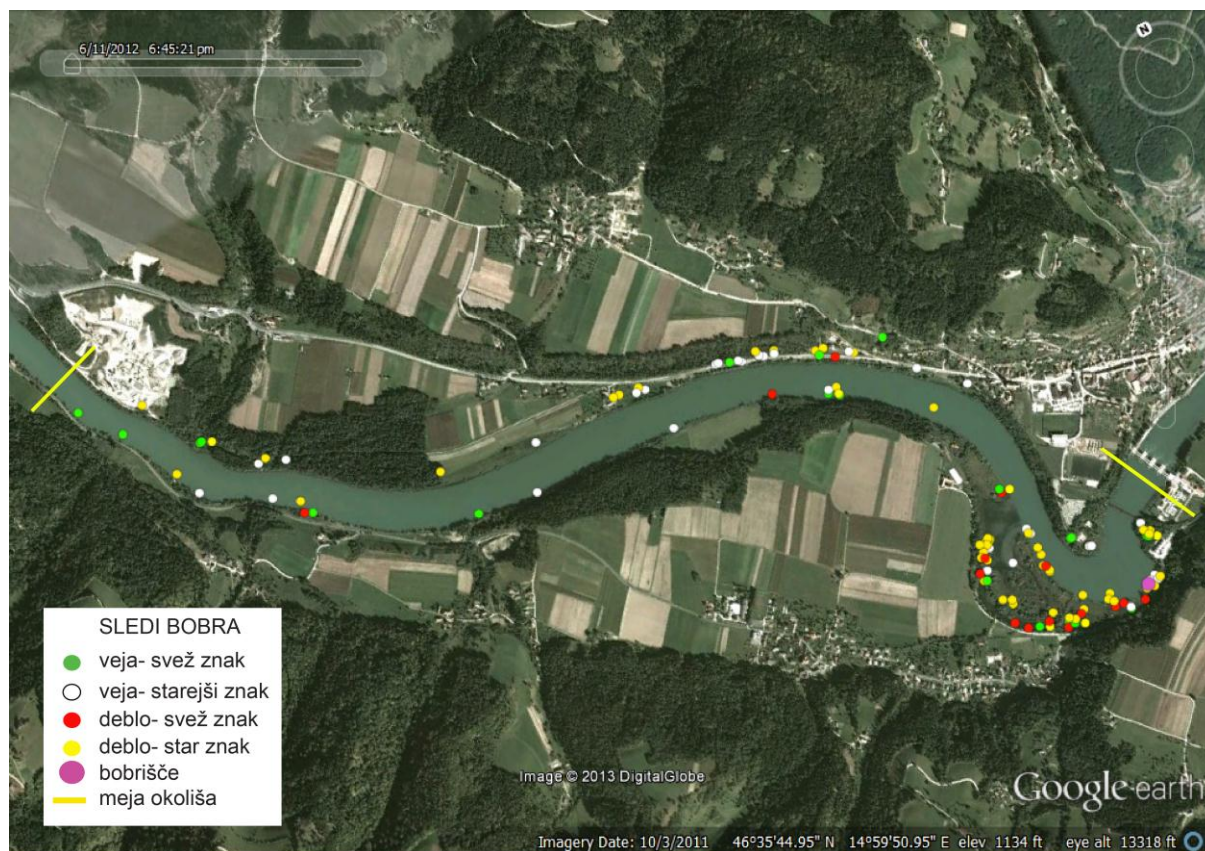 6/11/2012 6:45:21 pm
N
SLEDI BOBRA
veja- svež znak
veja- starejši znak
deblo- svež znak
deblo- star znak
bobrišče
meja okoliša
Image © 2013 DigitalGlobe
Google earth
Imagery Date: 10/3/2011 46°35'44.95" N 14°59'50.95" E elev 1134 ft eye alt 13318 ft